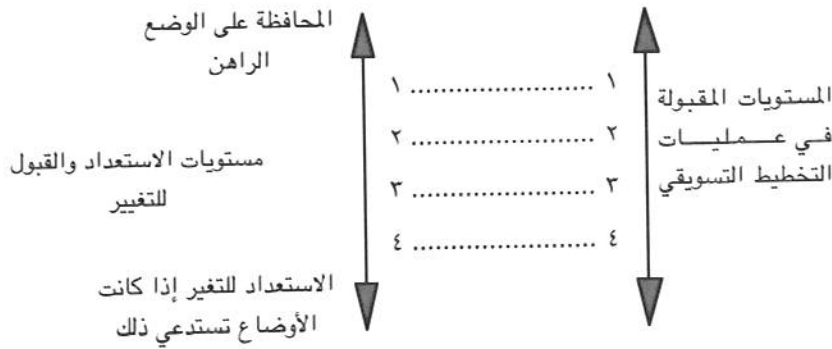 المحافظة على الوضع
الراهن
المستويات المقبولة
في عمليات
التخطيط التسويقي
١ ........................ ١
٢ ........................ ٢
٣ ........................ ٣
٤ ........................ ٤
مستويات الاستعداد والقبول
للتغيير
الاستعداد للتغير إذا كانت
الأوضاع تستدعي ذلك